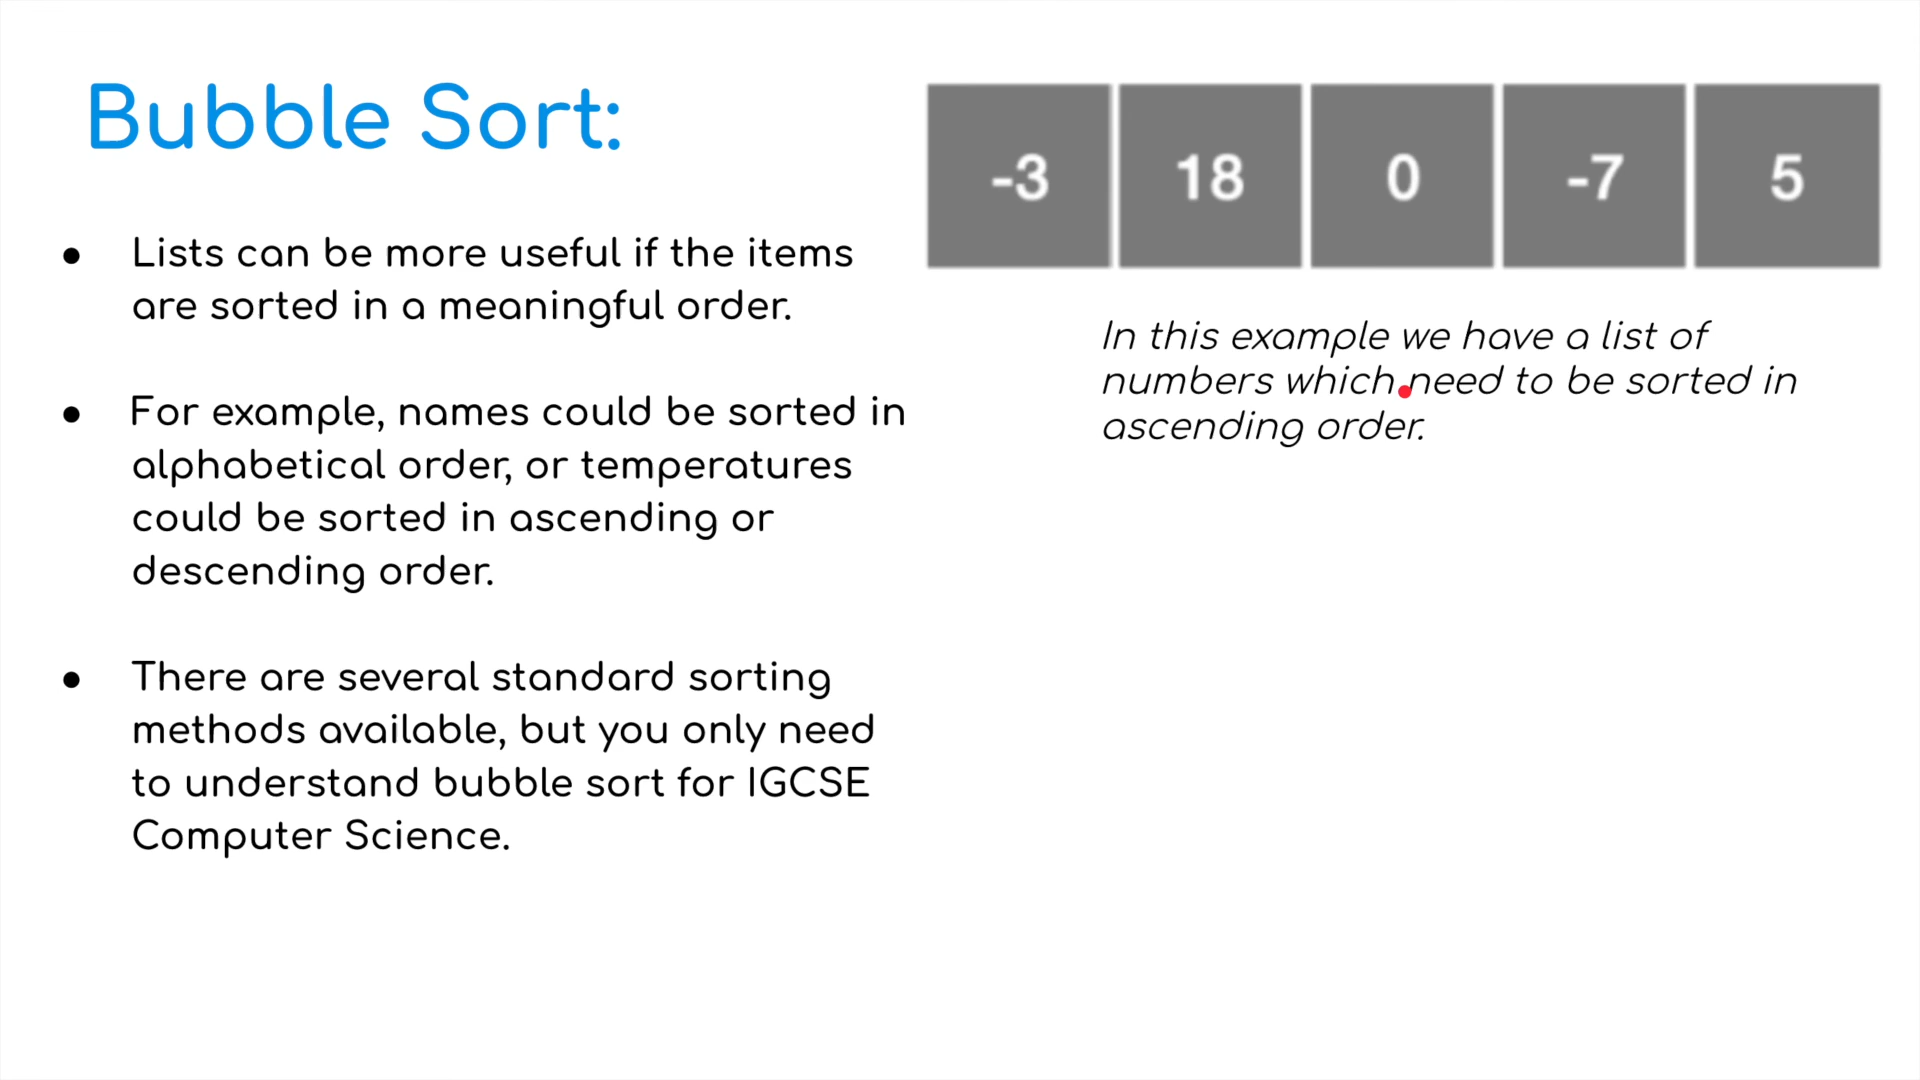 Bubble Sort:
-3 18 0 -7 5
● Lists can be more useful if the items
are sorted in a meaningful order.
● For example, names could be sorted in
alphabetical order, or temperatures
could be sorted in ascending or
descending order.
● There are several standard sorting
methods available, but you only need
to understand bubble sort for IGCSE
Computer Science.
In this example we have a list of
numbers which need to be sorted in
ascending order.